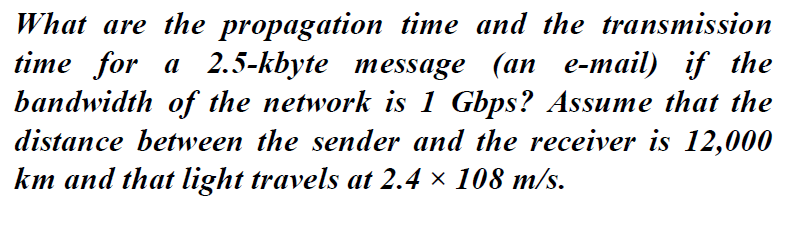 What are the propagation time and the transmission
time for a 2.5-kbyte message (an e-mail) if the
bandwidth of the network is 1 Gbps? Assume that the
distance between the sender and the receiver is 12,000
km and that light travels at 2.4 × 108 m/s.